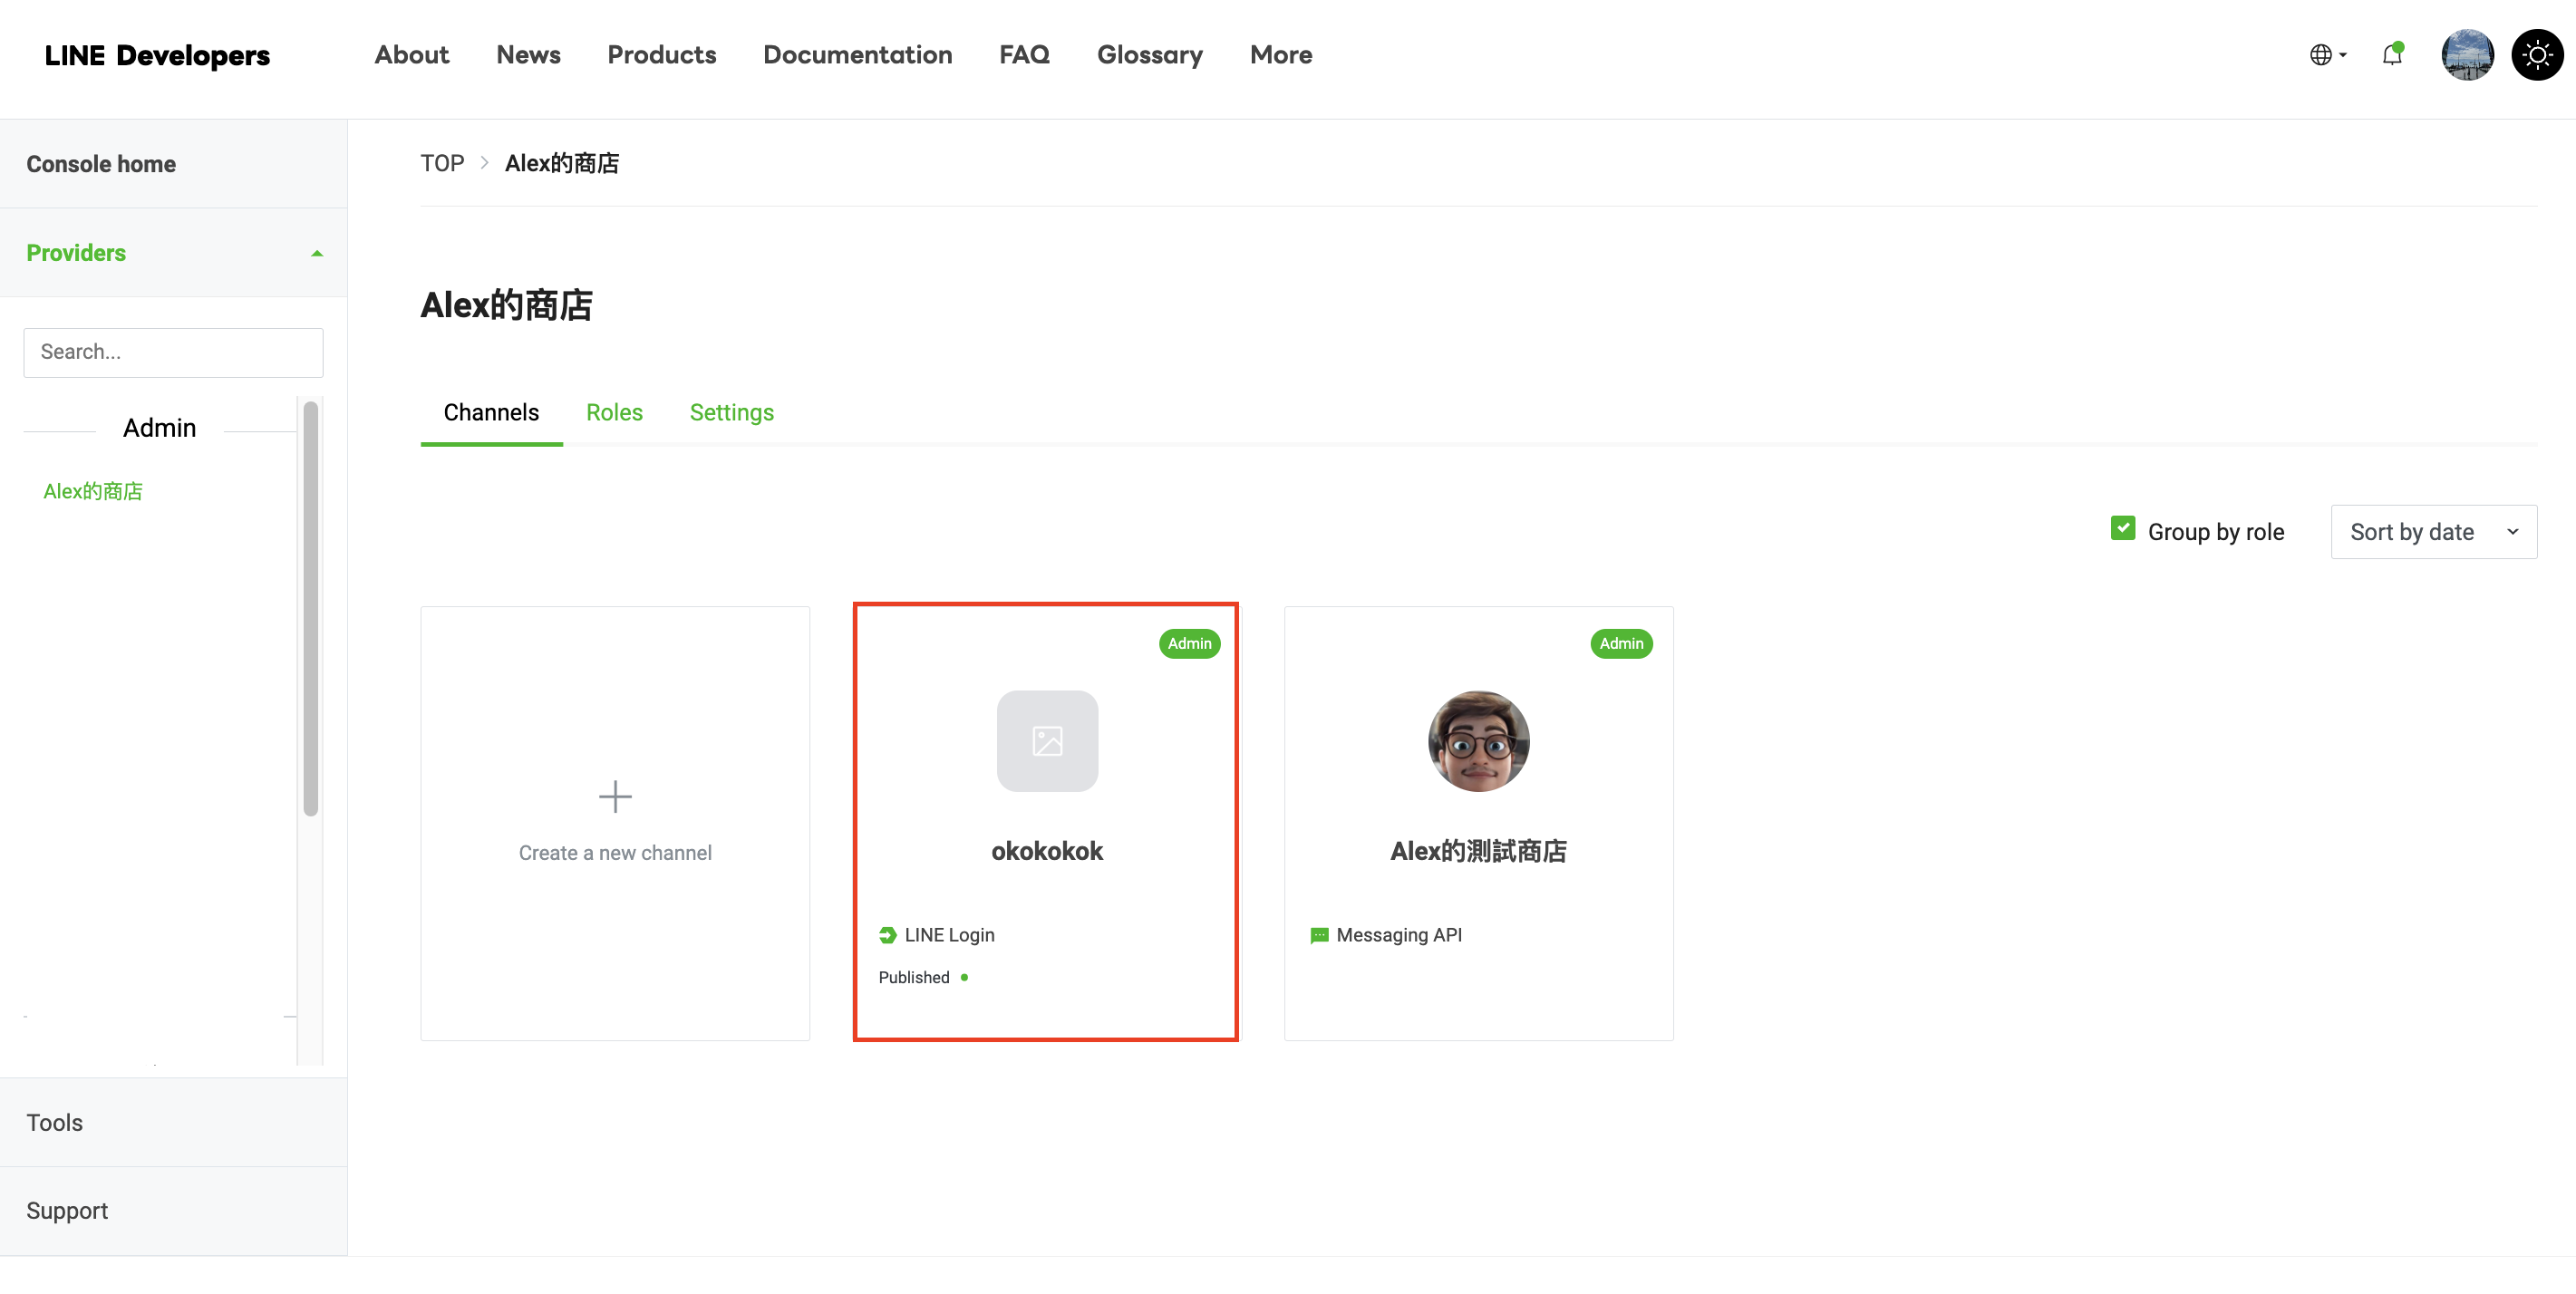 LINE Developers
About News Products Documentation FAQ Glossary More
Console home
Providers
Search...
Admin
Alex的商店
Tools
Support
TOP > Alex的商店
Alex的商店
Channels Roles Settings
Group by role Sort by date
Create a new channel
Admin
okokokok
LINE Login
Published
Admin
Alex的測試商店
Messaging API